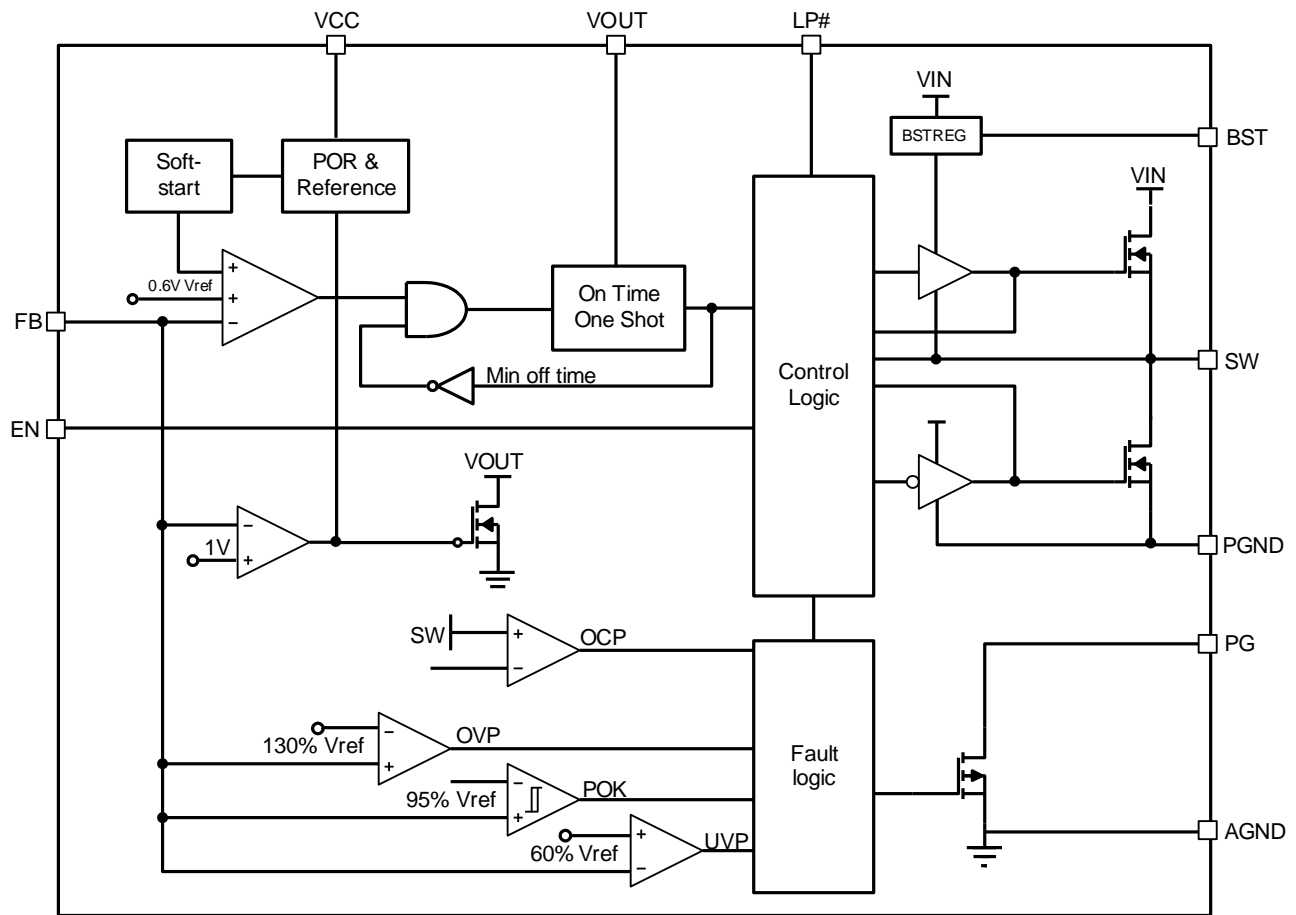 VCC
VOUT
LP#
VIN
BSTREG
BST
Soft-
start
POR &
Reference
VIN
+
0.6V Vref
+
−
FB
On Time
One Shot
Min off time
Control
Logic
SW
EN
VOUT
−
1V
+
PGND
SW
+
−
OCP
PG
130% Vref
−
+
OVP
Fault
logic
95% Vref
−
+
POK
60% Vref
+
−
UVP
AGND